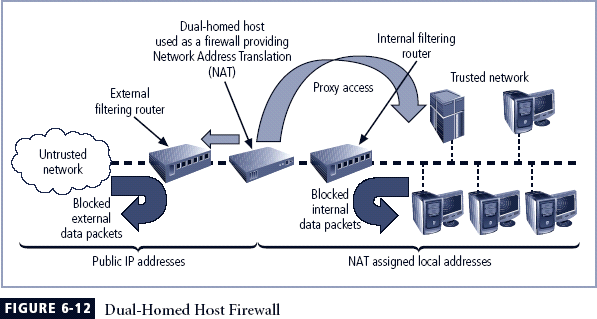 Dual-homed host
used as a firewall providing
Network Address Translation
(NAT)
Internal filtering
router
External
filtering router
Proxy access
Trusted network
Untrusted
network
Blocked
external
data packets
Blocked
internal
data packets
Public IP addresses
NAT assigned local addresses
FIGURE 6-12 Dual-Homed Host Firewall